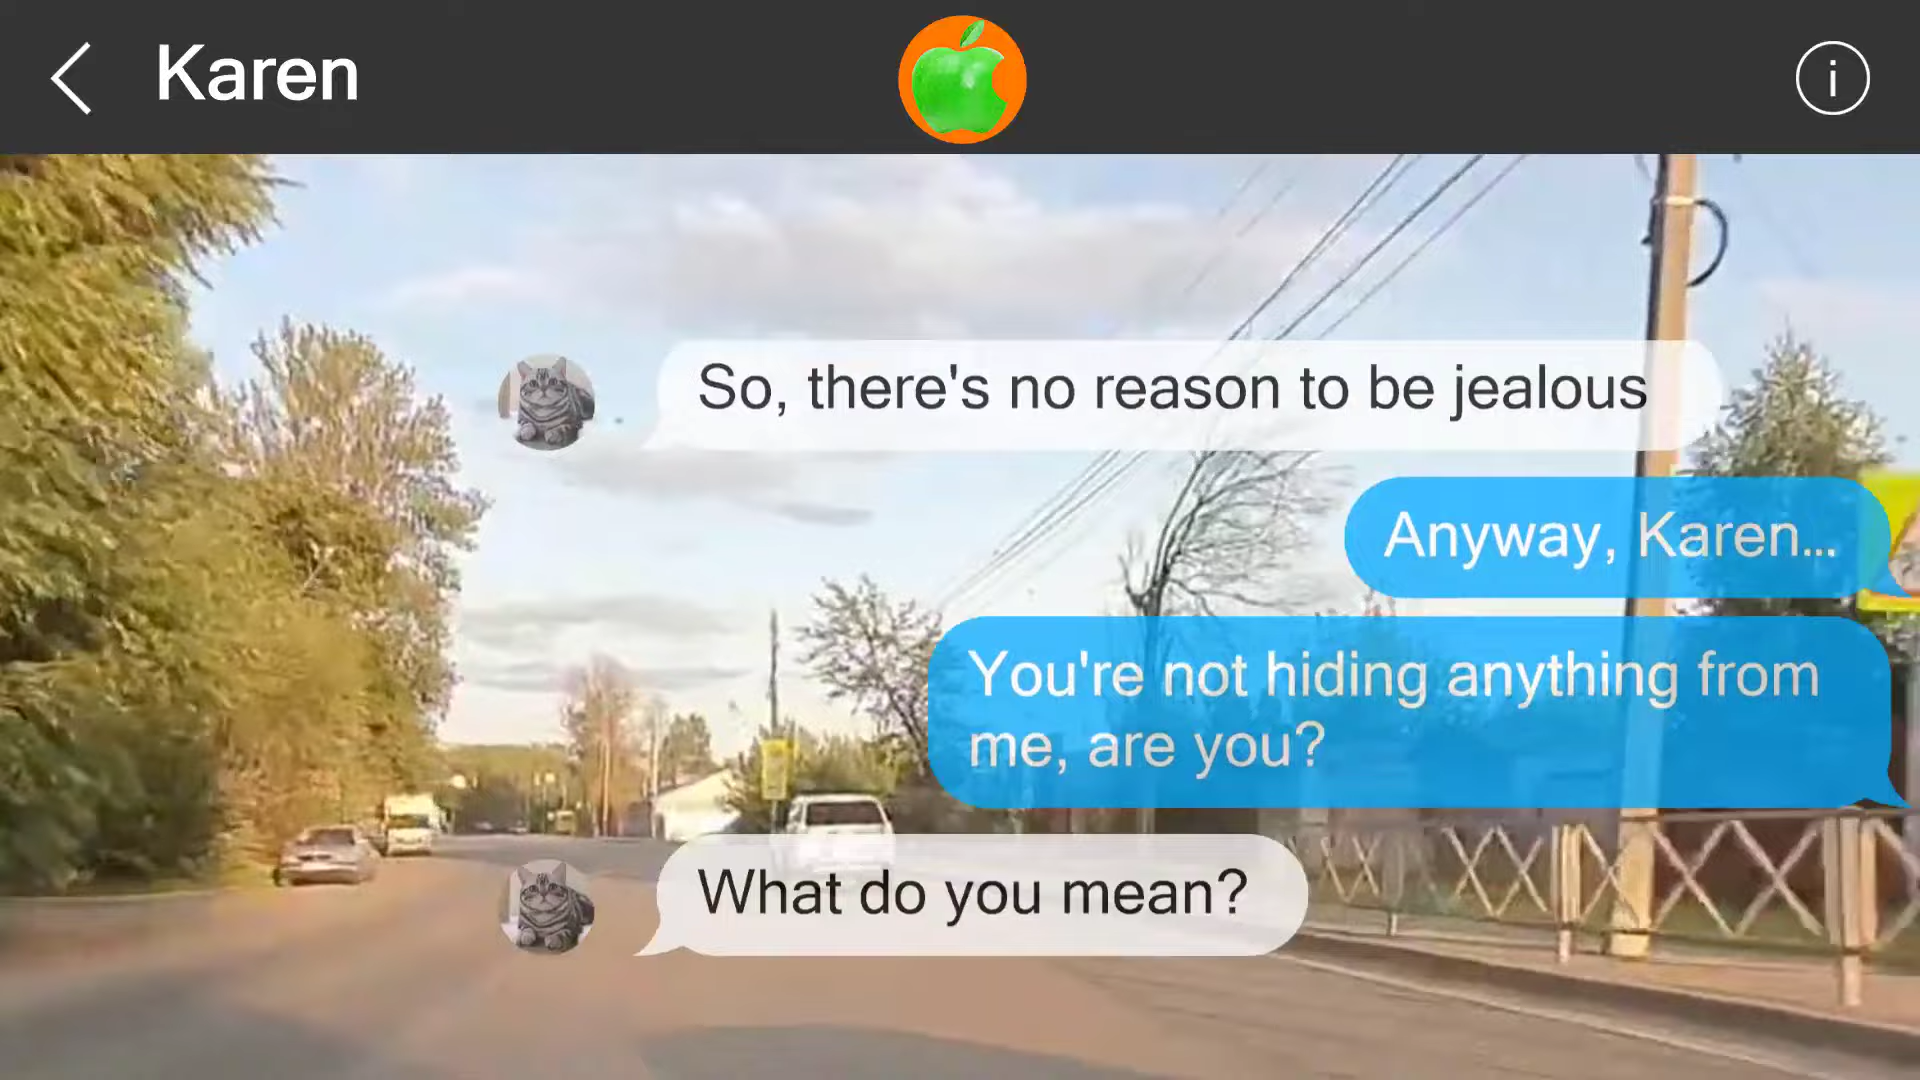 Karen
i
So, there's no reason to be jealous
Anyway, Karen...
You're not hiding anything from
me, are you?
What do you mean?